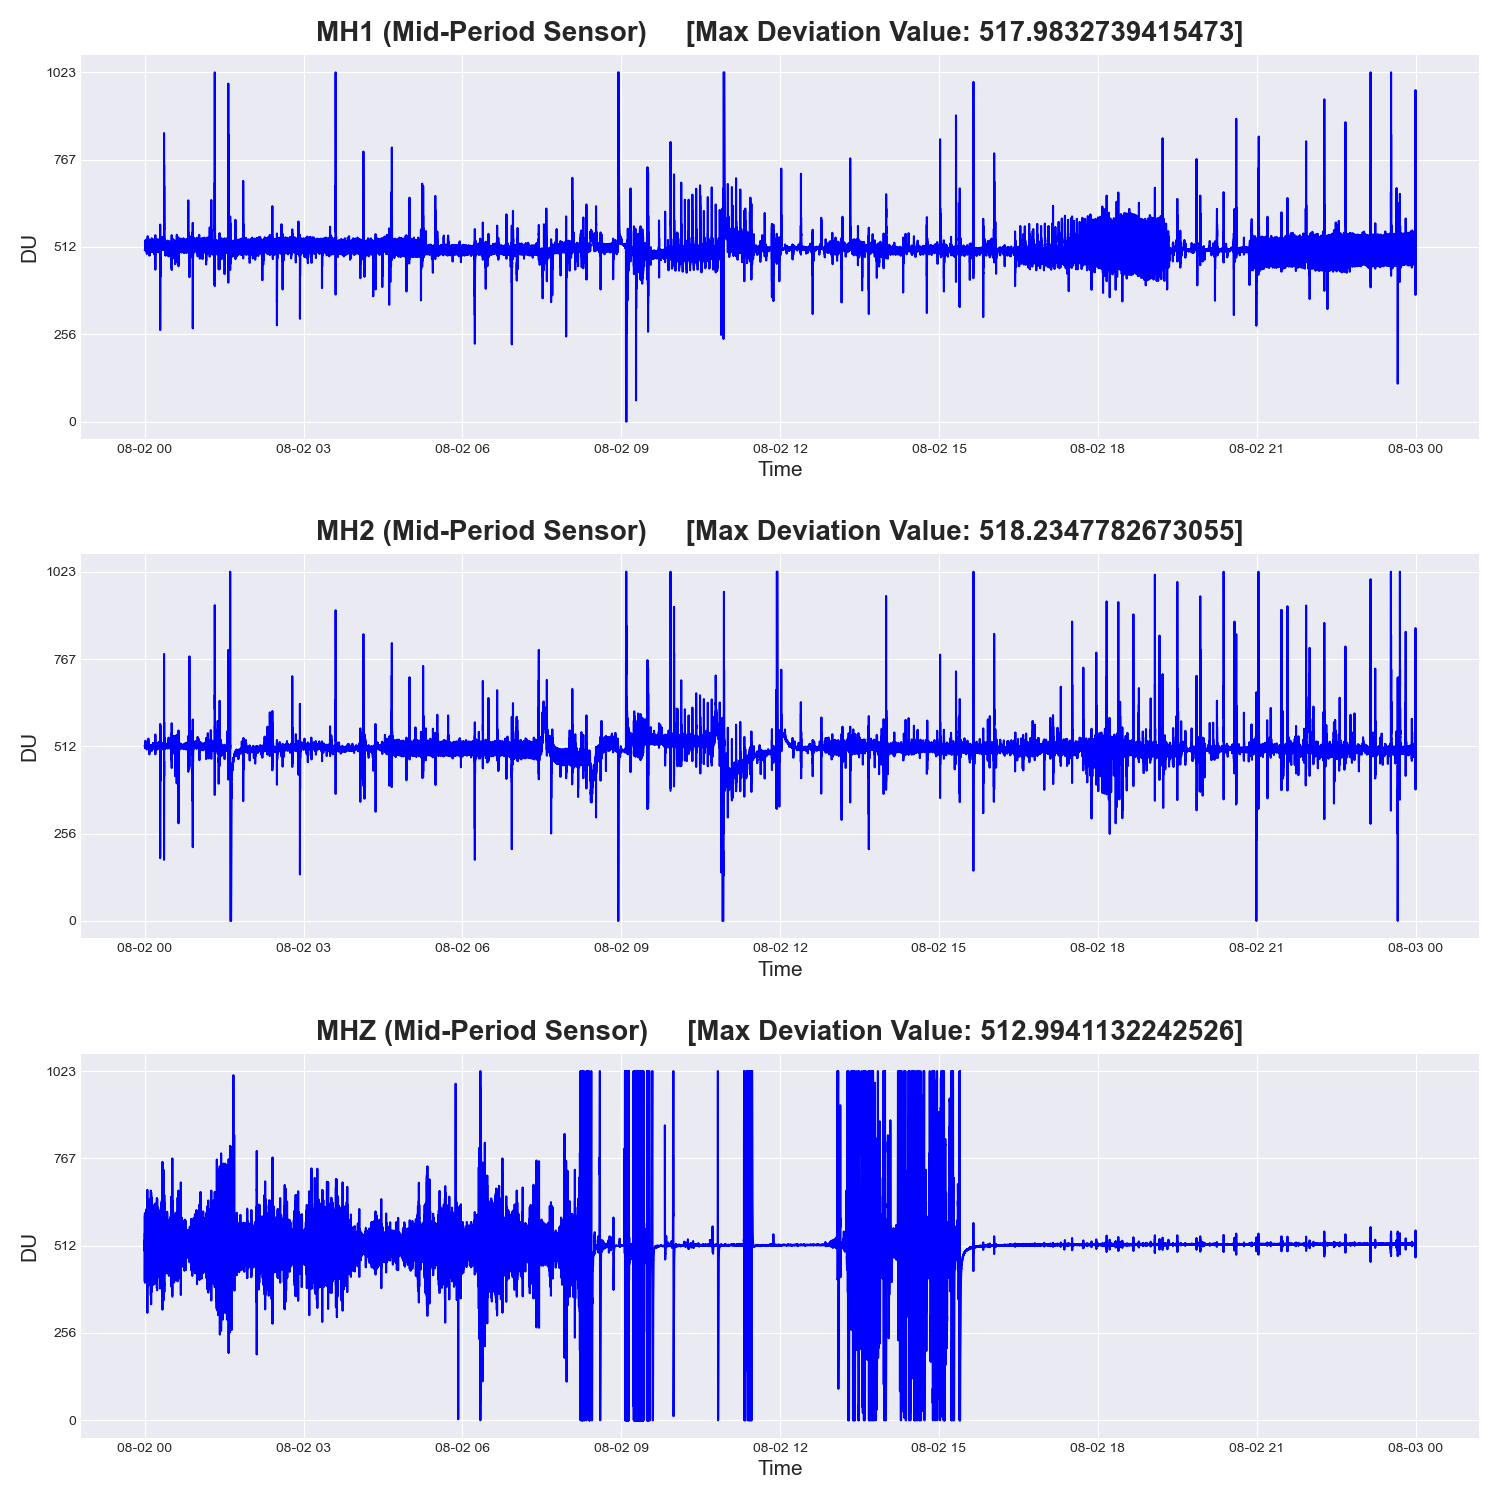 MH1 (Mid-Period Sensor) [Max Deviation Value: 517.9832739415473]
1023
767
512
256
0
DU
08-02 00 08-02 03 08-02 06 08-02 09 08-02 12 08-02 15 08-02 18 08-02 21 08-03 00
Time
MH2 (Mid-Period Sensor) [Max Deviation Value: 518.2347782673055]
1023
767
512
256
0
DU
08-02 00 08-02 03 08-02 06 08-02 09 08-02 12 08-02 15 08-02 18 08-02 21 08-03 00
Time
MHZ (Mid-Period Sensor) [Max Deviation Value: 512.9941132242526]
1023
767
512
256
0
DU
08-02 00 08-02 03 08-02 06 08-02 09 08-02 12 08-02 15 08-02 18 08-02 21 08-03 00
Time